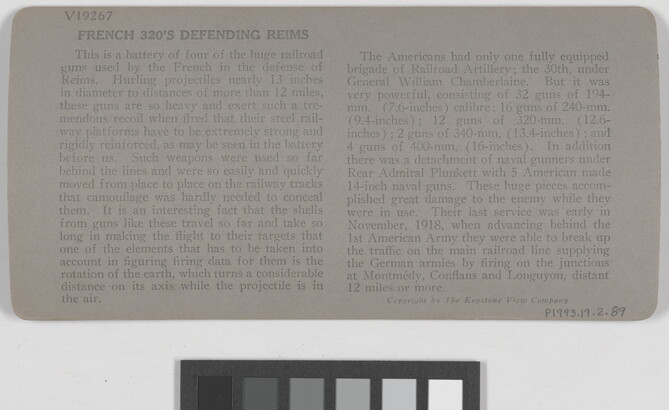 V19267
FRENCH 320'S DEFENDING REIMS
This is a battery of four of the huge railroad
guns used by the French in the defense of
Reims. Hurling projectiles nearly 13 inches
in diameter to distances of more than 12 miles,
these guns are so heavy and exert such a tre-
mendous recoil when fired that their steel rail-
way platforms have to be extremely strong and
rigidly reinforced, as may be seen in the battery
before us. Such weapons were used so far
behind the lines and were so easily and quickly
moved from place to place on the railway tracks
that camouflage was hardly needed to conceal
them. It is an interesting fact that the shells
from guns like these travel so far and take so
long in making the flight to their targets that
one of the elements that has to be taken into
account in figuring firing data for them is the
rotation of the earth, which turns a considerable
distance on its axis while the projectile is in
the air.
The Americans had only one fully equipped
brigade of Railroad Artillery; the 30th, under
General William Chamberlaine. But it was
very powerful, consisting of 32 guns of 194-
mm. (7.6-inches) calibre; 16 guns of 240-mm.
(9.4-inches); 12 guns of 320-mm. (12.6-
inches); 2 guns of 340-mm. (13.4-inches); and
4 guns of 400-mm. (16-inches). In addition
there was a detachment of naval gunners under
Rear Admiral Plunkett with 5 American made
14-inch naval guns. These huge pieces accom-
plished great damage to the enemy while they
were in use. Their last service was early in
November, 1918, when advancing behind the
1st American Army they were able to break up
the traffic on the main railroad line supplying
the German armies by firing on the junctions
at Montmédy, Conflans and Longuyon, distant
12 miles or more.
Copyright by The Keystone View Company
P1993.19.2.89